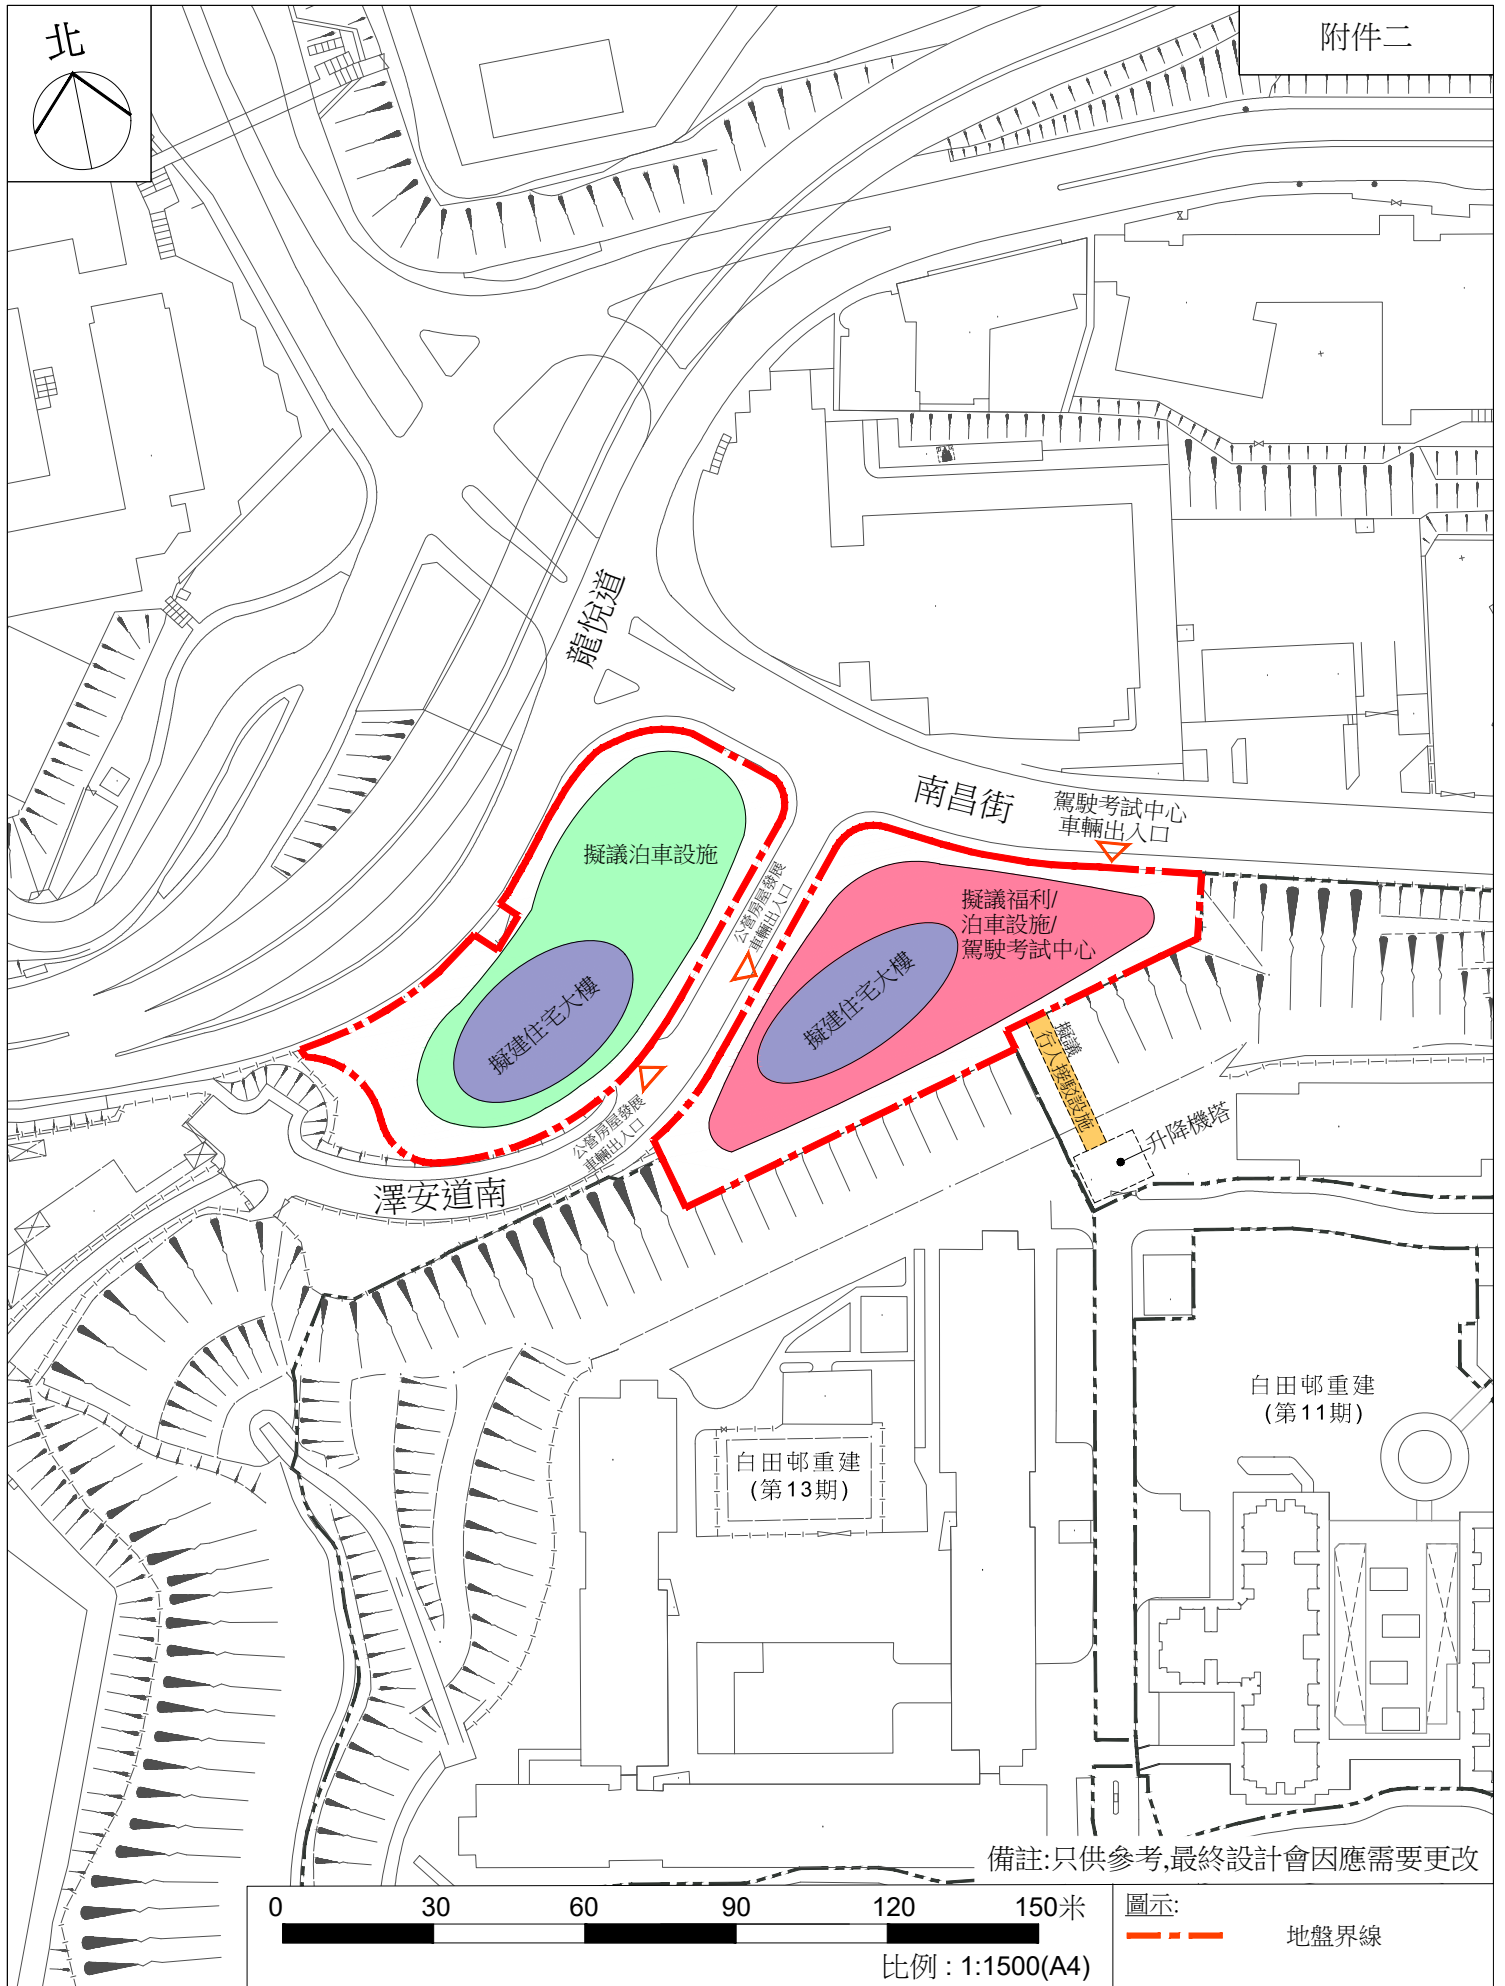 北
附件二
龍悅道
南昌街
駕駛考試中心
車輛出入口
擬議泊車設施
公營房屋發展
車輛出入口
擬議福利/
泊車設施/
駕駛考試中心
擬建住宅大樓
擬建住宅大樓
擬議
行人接駁設施
公營房屋發展
車輛出入口
升降機塔
澤安道南
白田邨重建
(第11期)
白田邨重建
(第13期)
備註:只供參考,最終設計會因應需要更改
0 30 60 90 120 150米
比例 : 1:1500(A4)
圖示:
地盤界線